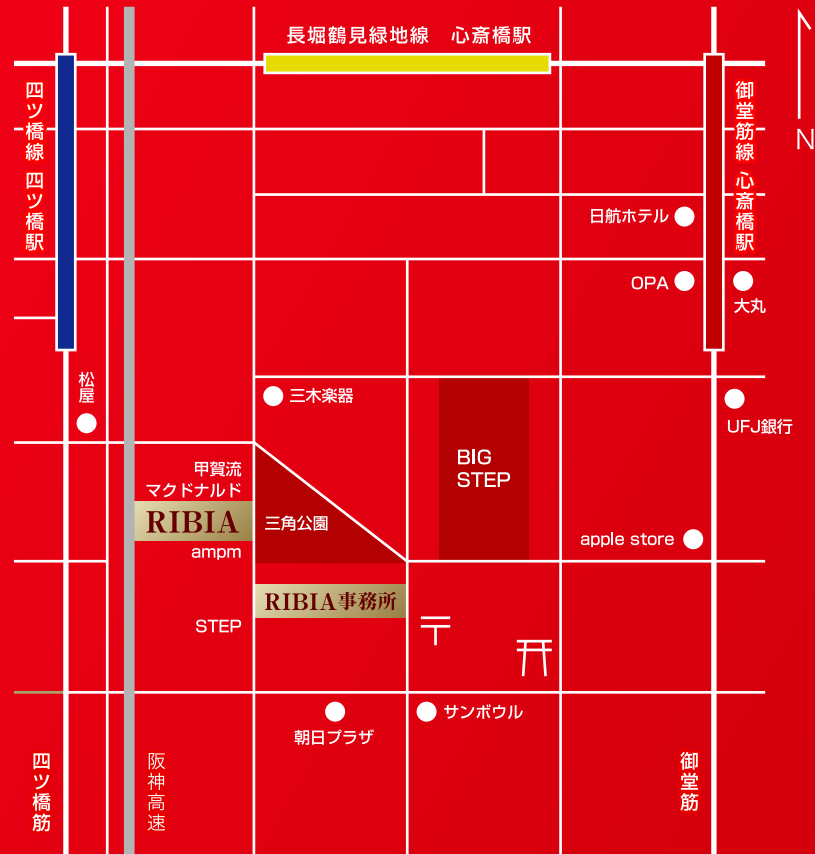 長堀鶴見緑地線 心斎橋駅
四ツ橋線 四ツ橋駅
御堂筋線 心斎橋駅
N
日航ホテル
OPA
大丸
松屋
三木楽器
UFJ銀行
BIG
STEP
甲賀流
マクドナルド
RIBIA
三角公園
ampm
apple store
RIBIA事務所
STEP
〒
サンボウル
朝日プラザ
四ツ橋筋
阪神高速
御堂筋